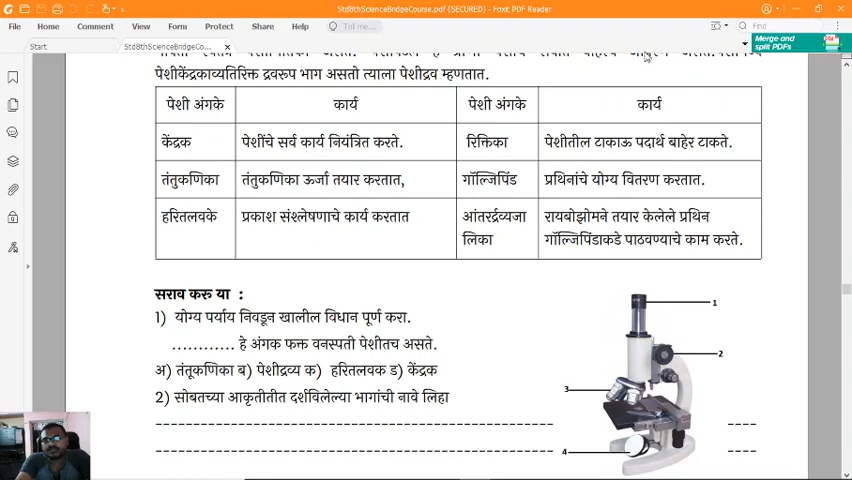 Std8thScienceBridgeCourse.pdf (SECURED) - Foxit PDF Reader
File Home Comment View Form Protect Share Help Tell me... Find
Start Std8thScienceBridgeCo... Merge and split PDFs
पेशीकेंद्रकाव्यतिरिक्त द्रवरूप भाग असतो त्याला पेशीद्रव म्हणतात.
पेशी अंगके कार्य पेशी अंगके कार्य
केंद्रक पेशींचे सर्व कार्य नियंत्रित करते. रिक्तिका पेशीतील टाकाऊ पदार्थ बाहेर टाकते.
तंतुकणिका तंतुकणिका ऊर्जा तयार करतात, गॉल्जिपिंड प्रथिनांचे योग्य वितरण करतात.
हरितलवके प्रकाश संश्लेषणाचे कार्य करतात आंतरर्द्रव्यजा रायबोझोमने तयार केलेले प्रथिन
लिका गॉल्जिपिंडाकडे पाठवण्याचे काम करते.
सराव करू या :
1) योग्य पर्याय निवडून खालील विधान पूर्ण करा.
............ हे अंगक फक्त वनस्पती पेशीतच असते.
अ) तंतूकणिका ब) पेशीद्रव्य क) हरितलवक ड) केंद्रक
2) सोबतच्या आकृतीतीत दर्शविलेल्या भागांची नावे लिहा
1
2
3
4